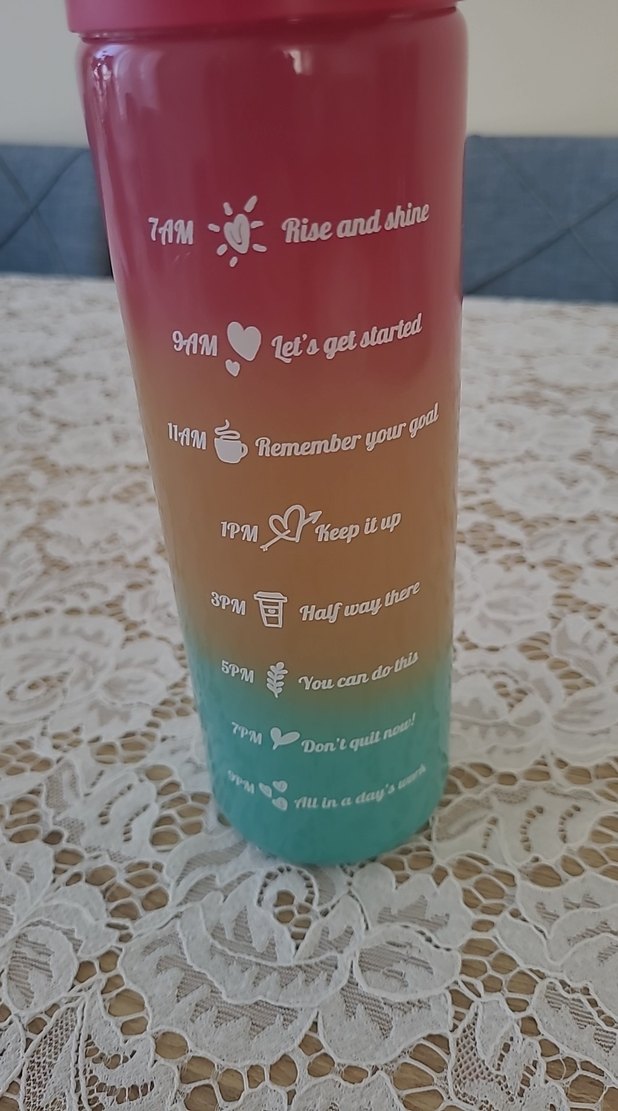 7AM Rise and shine
9AM Let's get started
11AM Remember your goal
1PM Keep it up
3PM Half way there
5PM You can do this
7PM Don't quit now!
9PM All in a day's work